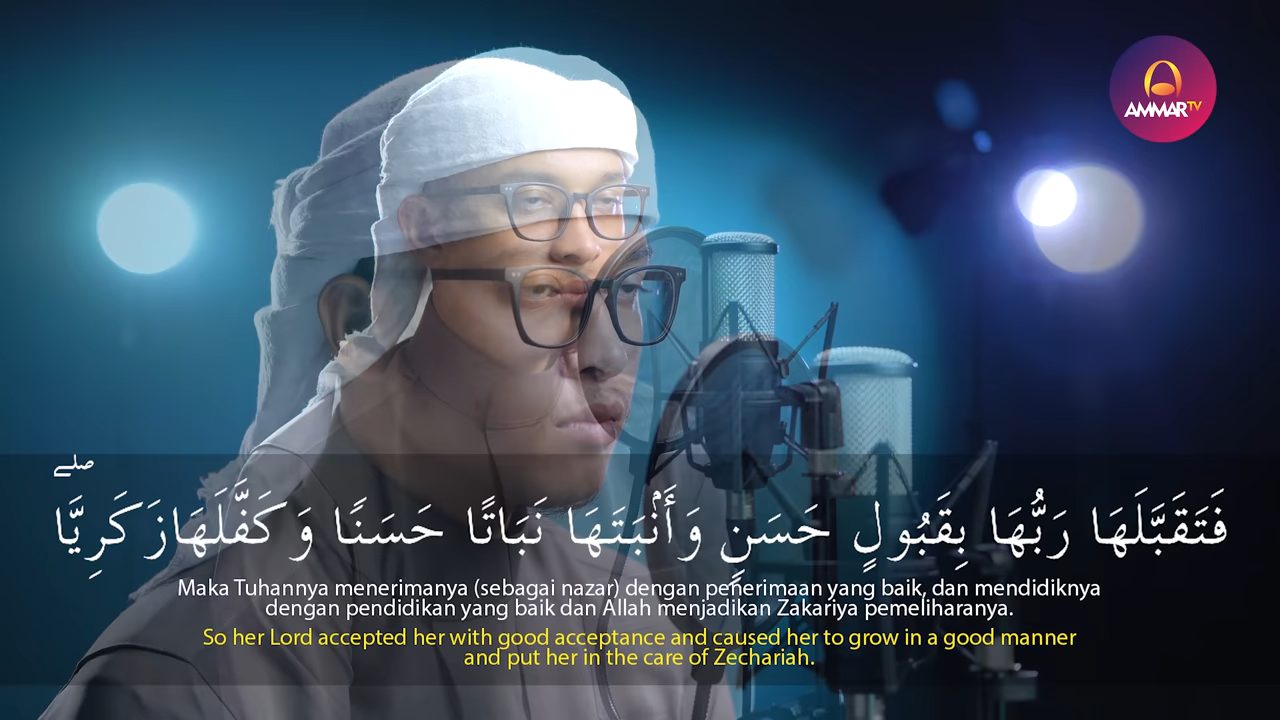 AMMARTV
صلے
فَتَقَبَّلَهَا رَبُّهَا بِقَبُولٍ حَسَنٍ وَأَنۢبَتَهَا نَبَاتًا حَسَنًا وَكَفَّلَهَا زَكَرِيَّا
Maka Tuhannya menerimanya (sebagai nazar) dengan penerimaan yang baik, dan mendidiknya
dengan pendidikan yang baik dan Allah menjadikan Zakariya pemeliharanya.
So her Lord accepted her with good acceptance and caused her to grow in a good manner
and put her in the care of Zechariah.